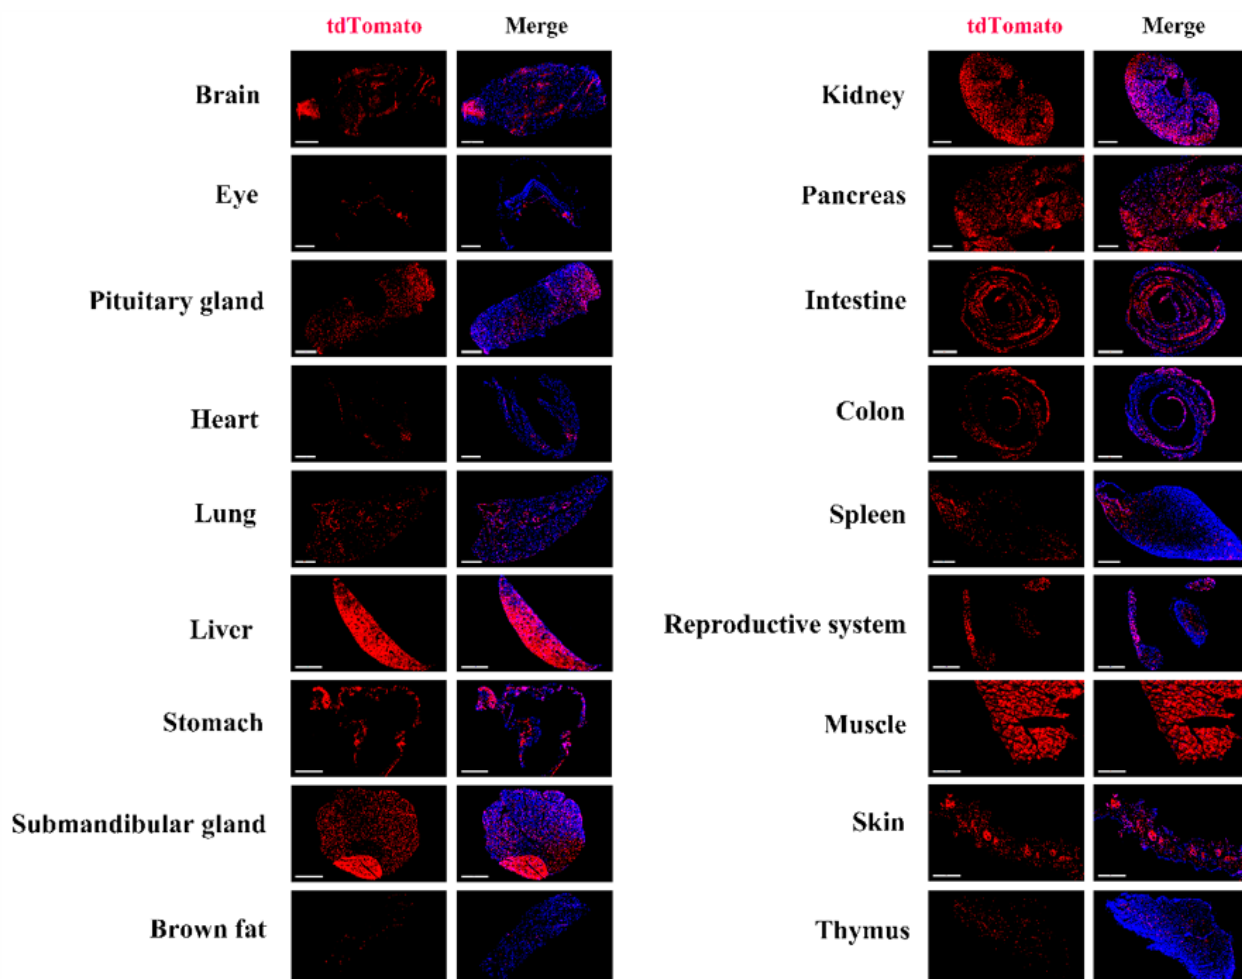 tdTomato Merge tdTomato Merge
Brain Kidney
Eye Pancreas
Pituitary gland Intestine
Heart Colon
Lung Spleen
Liver Reproductive system
Stomach Muscle
Submandibular gland Skin
Brown fat Thymus